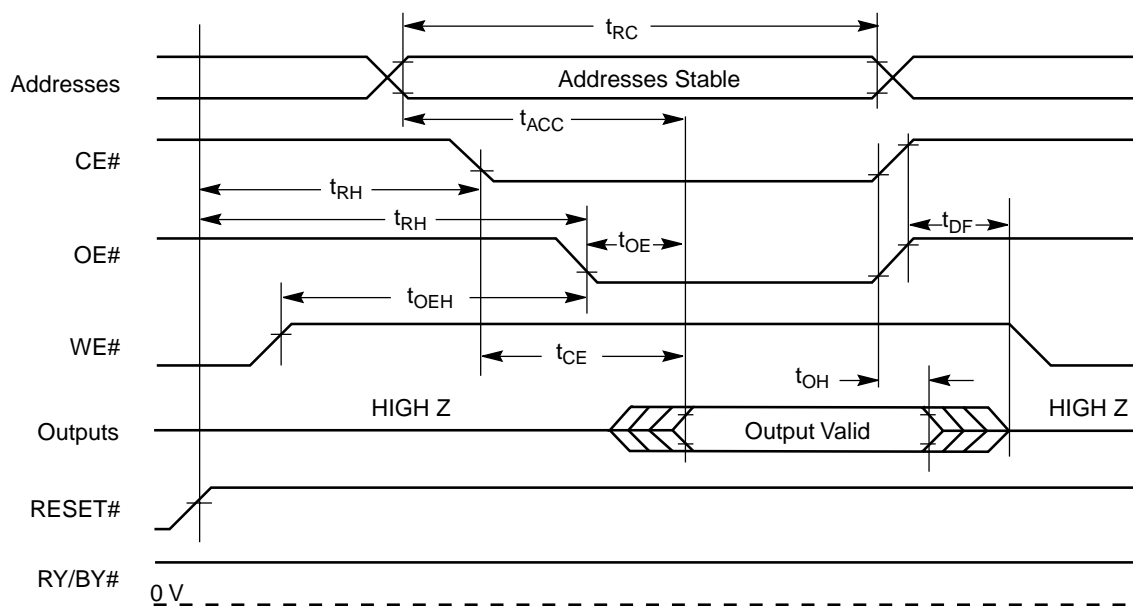 tRC
Addresses
Addresses Stable
tACC
CE#
tRH
tRH
tOE
tDF
OE#
tOEH
WE#
tCE
tOH
HIGH Z
HIGH Z
Outputs
Output Valid
RESET#
RY/BY#
0 V